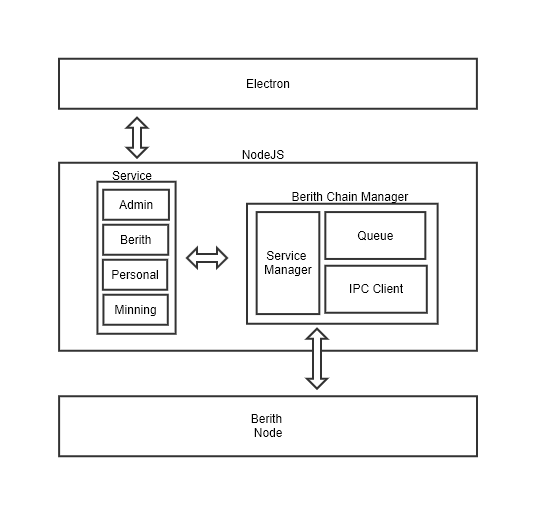 Electron
NodeJS
Service
Admin
Berith
Personal
Minning
Berith Chain Manager
Service
Manager
Queue
IPC Client
Berith
Node